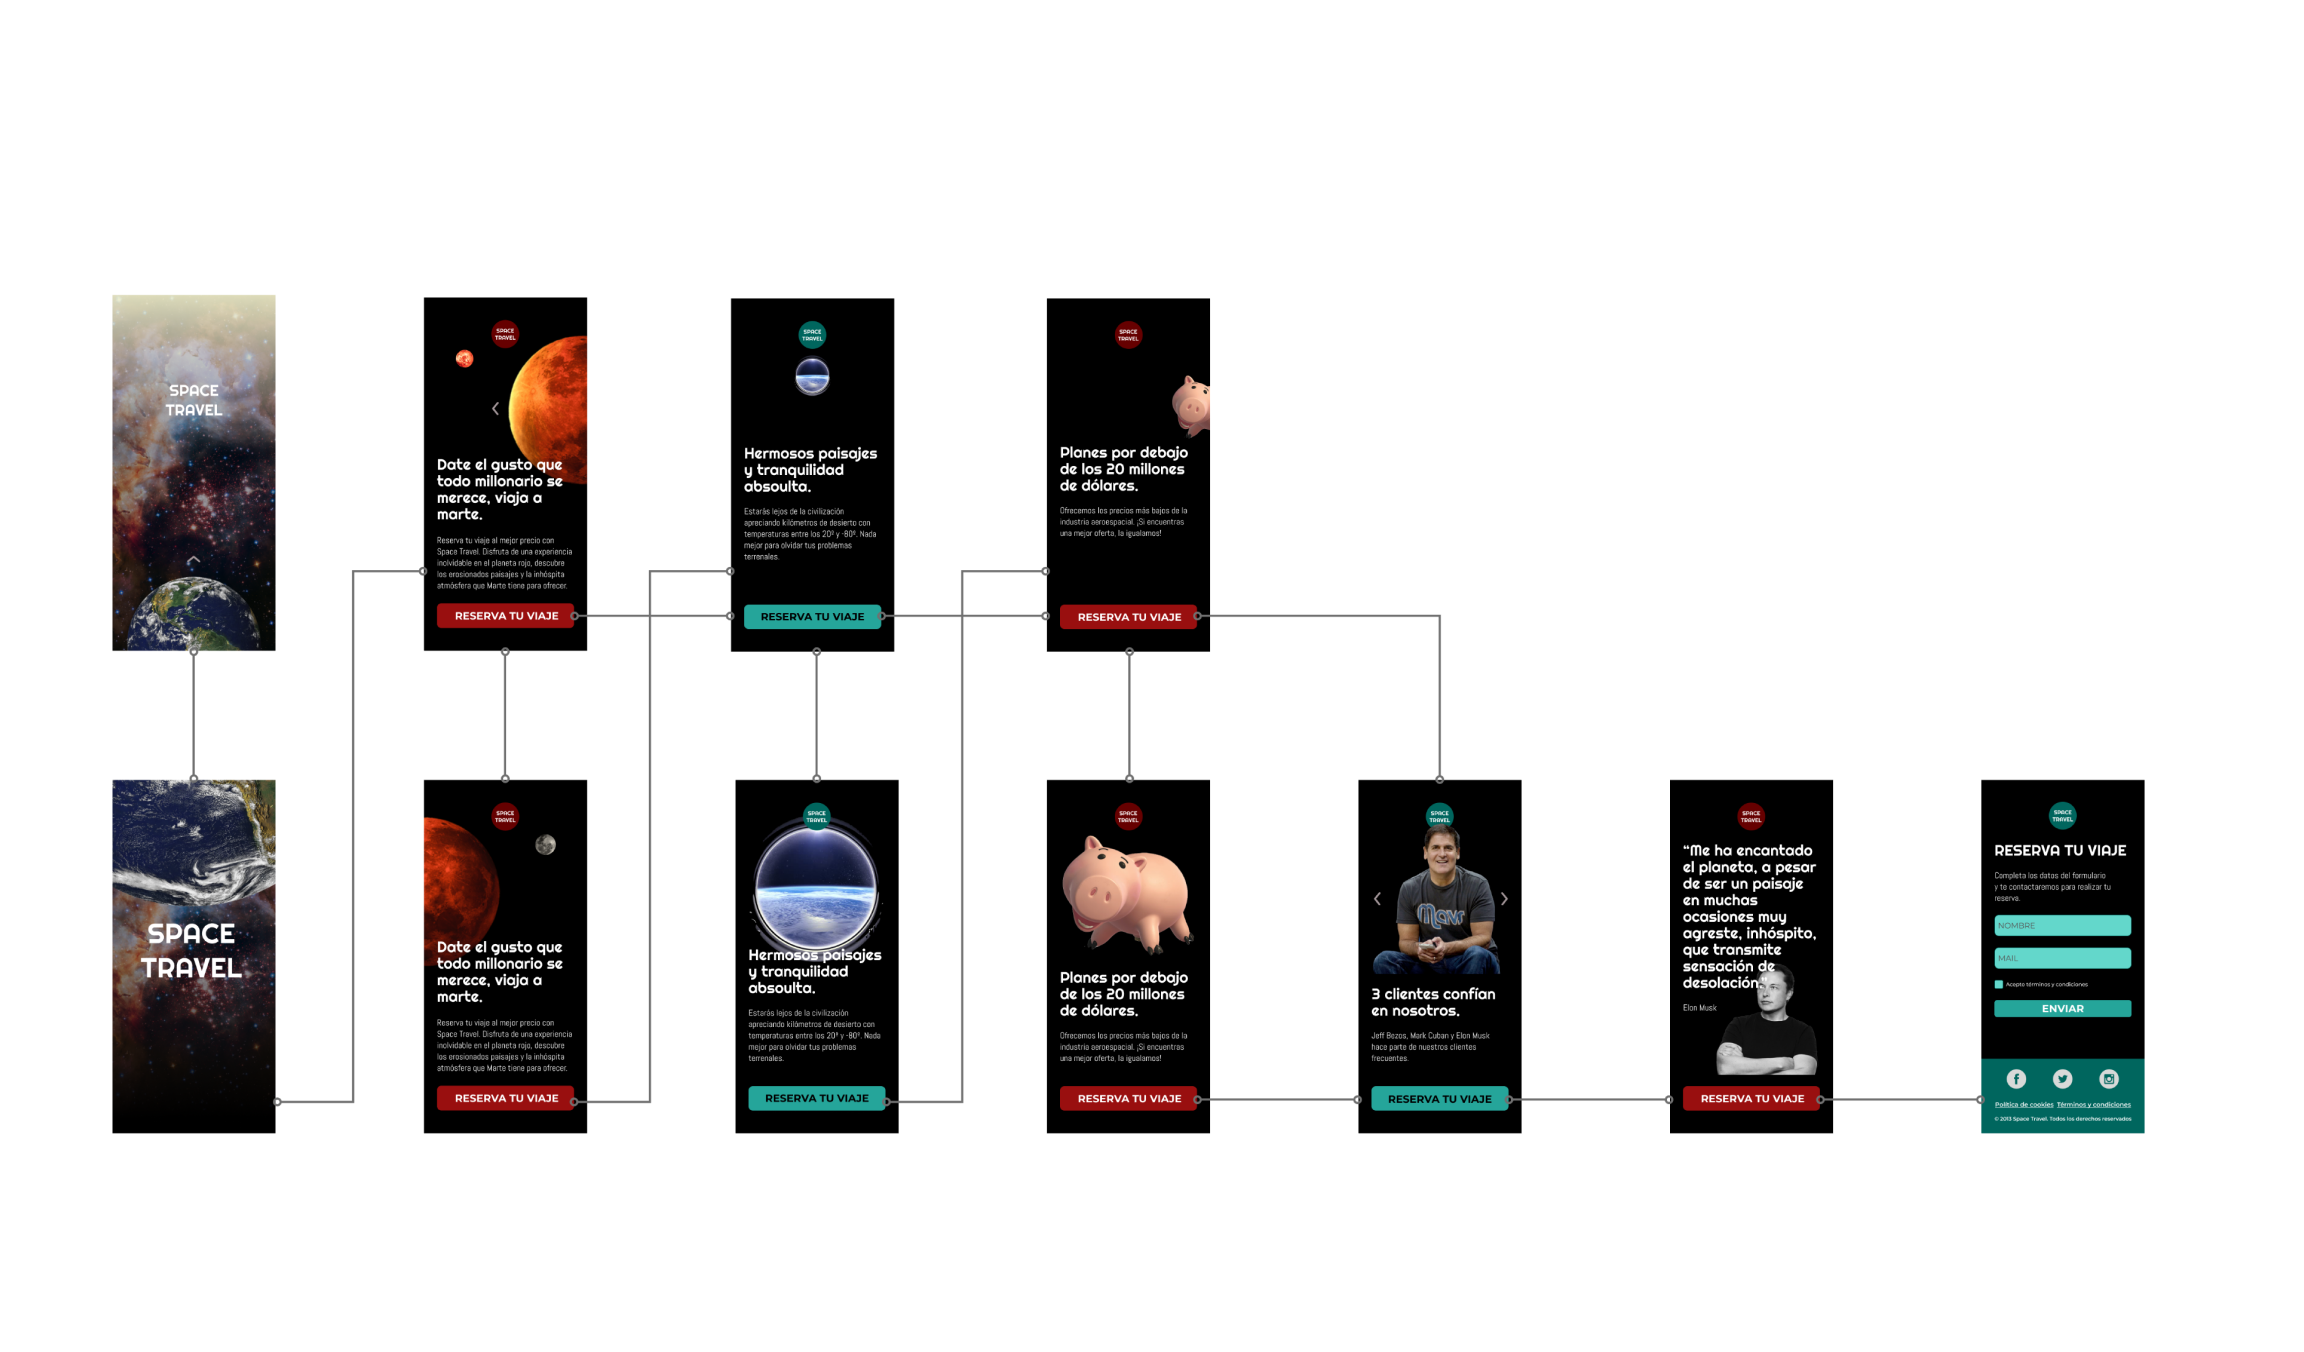 SPACE
TRAVEL
SPACE
TRAVEL
Date el gusto que
todo millonario se
merece, viaja a
marte.
Reserva tu viaje al mejor precio con
Space Travel. Disfruta de una experiencia
inolvidable en el planeta rojo, descubre
los erosionados paisajes y la inhóspita
atmósfera que Marte tiene para ofrecer.
RESERVA TU VIAJE
SPACE
TRAVEL
Hermosos paisajes
y tranquilidad
absoulta.
Estarás lejos de la civilización
apreciando kilómetros de desierto con
temperaturas entre los 20º y -80º. Nada
mejor para olvidar tus problemas
terrenales.
RESERVA TU VIAJE
SPACE
TRAVEL
Planes por debajo
de los 20 millones
de dólares.
Ofrecemos los precios más bajos de la
industria aeroespacial. ¡Si encuentras
una mejor oferta, la igualamos!
RESERVA TU VIAJE
SPACE
TRAVEL
SPACE
TRAVEL
Date el gusto que
todo millonario se
merece, viaja a
marte.
Reserva tu viaje al mejor precio con
Space Travel. Disfruta de una experiencia
inolvidable en el planeta rojo, descubre
los erosionados paisajes y la inhóspita
atmósfera que Marte tiene para ofrecer.
RESERVA TU VIAJE
SPACE
TRAVEL
Hermosos paisajes
y tranquilidad
absoulta.
Estarás lejos de la civilización
apreciando kilómetros de desierto con
temperaturas entre los 20º y -80º. Nada
mejor para olvidar tus problemas
terrenales.
RESERVA TU VIAJE
SPACE
TRAVEL
Planes por debajo
de los 20 millones
de dólares.
Ofrecemos los precios más bajos de la
industria aeroespacial. ¡Si encuentras
una mejor oferta, la igualamos!
RESERVA TU VIAJE
SPACE
TRAVEL
3 clientes confían
en nosotros.
Jeff Bezos, Mark Cuban y Elon Musk
hace parte de nuestros clientes
frecuentes.
RESERVA TU VIAJE
SPACE
TRAVEL
“Me ha encantado
el planeta, a pesar
de ser un paisaje
en muchas
ocasiones muy
agreste, inhóspito,
que transmite
sensación de
desolación”
Elon Musk
RESERVA TU VIAJE
SPACE
TRAVEL
RESERVA TU VIAJE
Completa los datos del formulario
y te contactaremos para realizar tu
reserva.
NOMBRE
MAIL
Acepto términos y condiciones
ENVIAR
Política de cookies Términos y condiciones
© 2013 Space Travel. Todos los derechos reservados